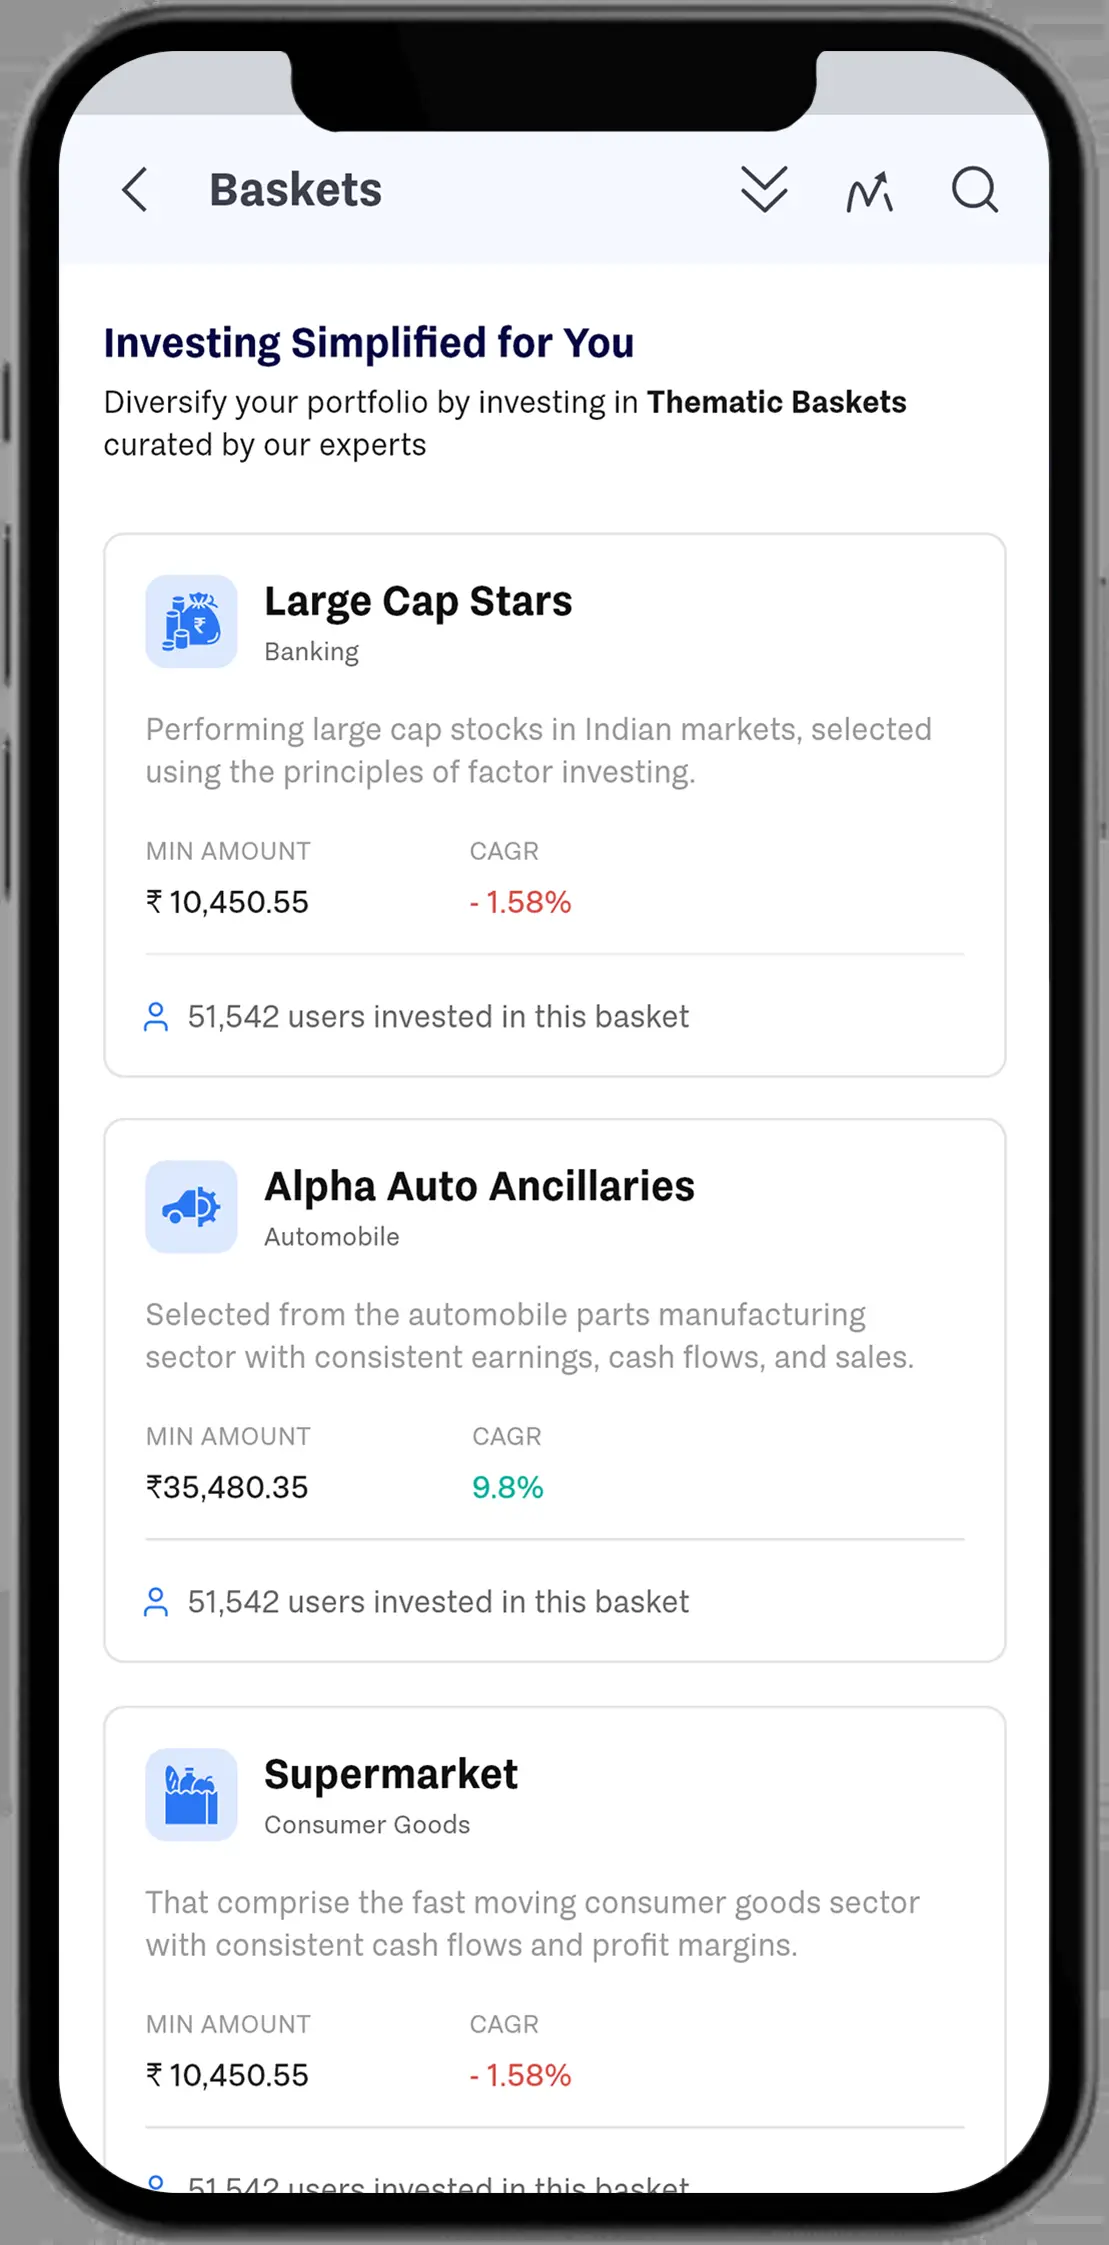 Baskets
Investing Simplified for You
Diversify your portfolio by investing in Thematic Baskets
curated by our experts
Large Cap Stars
Banking
Performing large cap stocks in Indian markets, selected
using the principles of factor investing.
MIN AMOUNT CAGR
₹ 10,450.55 - 1.58%
51,542 users invested in this basket
Alpha Auto Ancillaries
Automobile
Selected from the automobile parts manufacturing
sector with consistent earnings, cash flows, and sales.
MIN AMOUNT CAGR
₹35,480.35 9.8%
51,542 users invested in this basket
Supermarket
Consumer Goods
That comprise the fast moving consumer goods sector
with consistent cash flows and profit margins.
MIN AMOUNT CAGR
₹ 10,450.55 - 1.58%
51,542 users invested in this basket